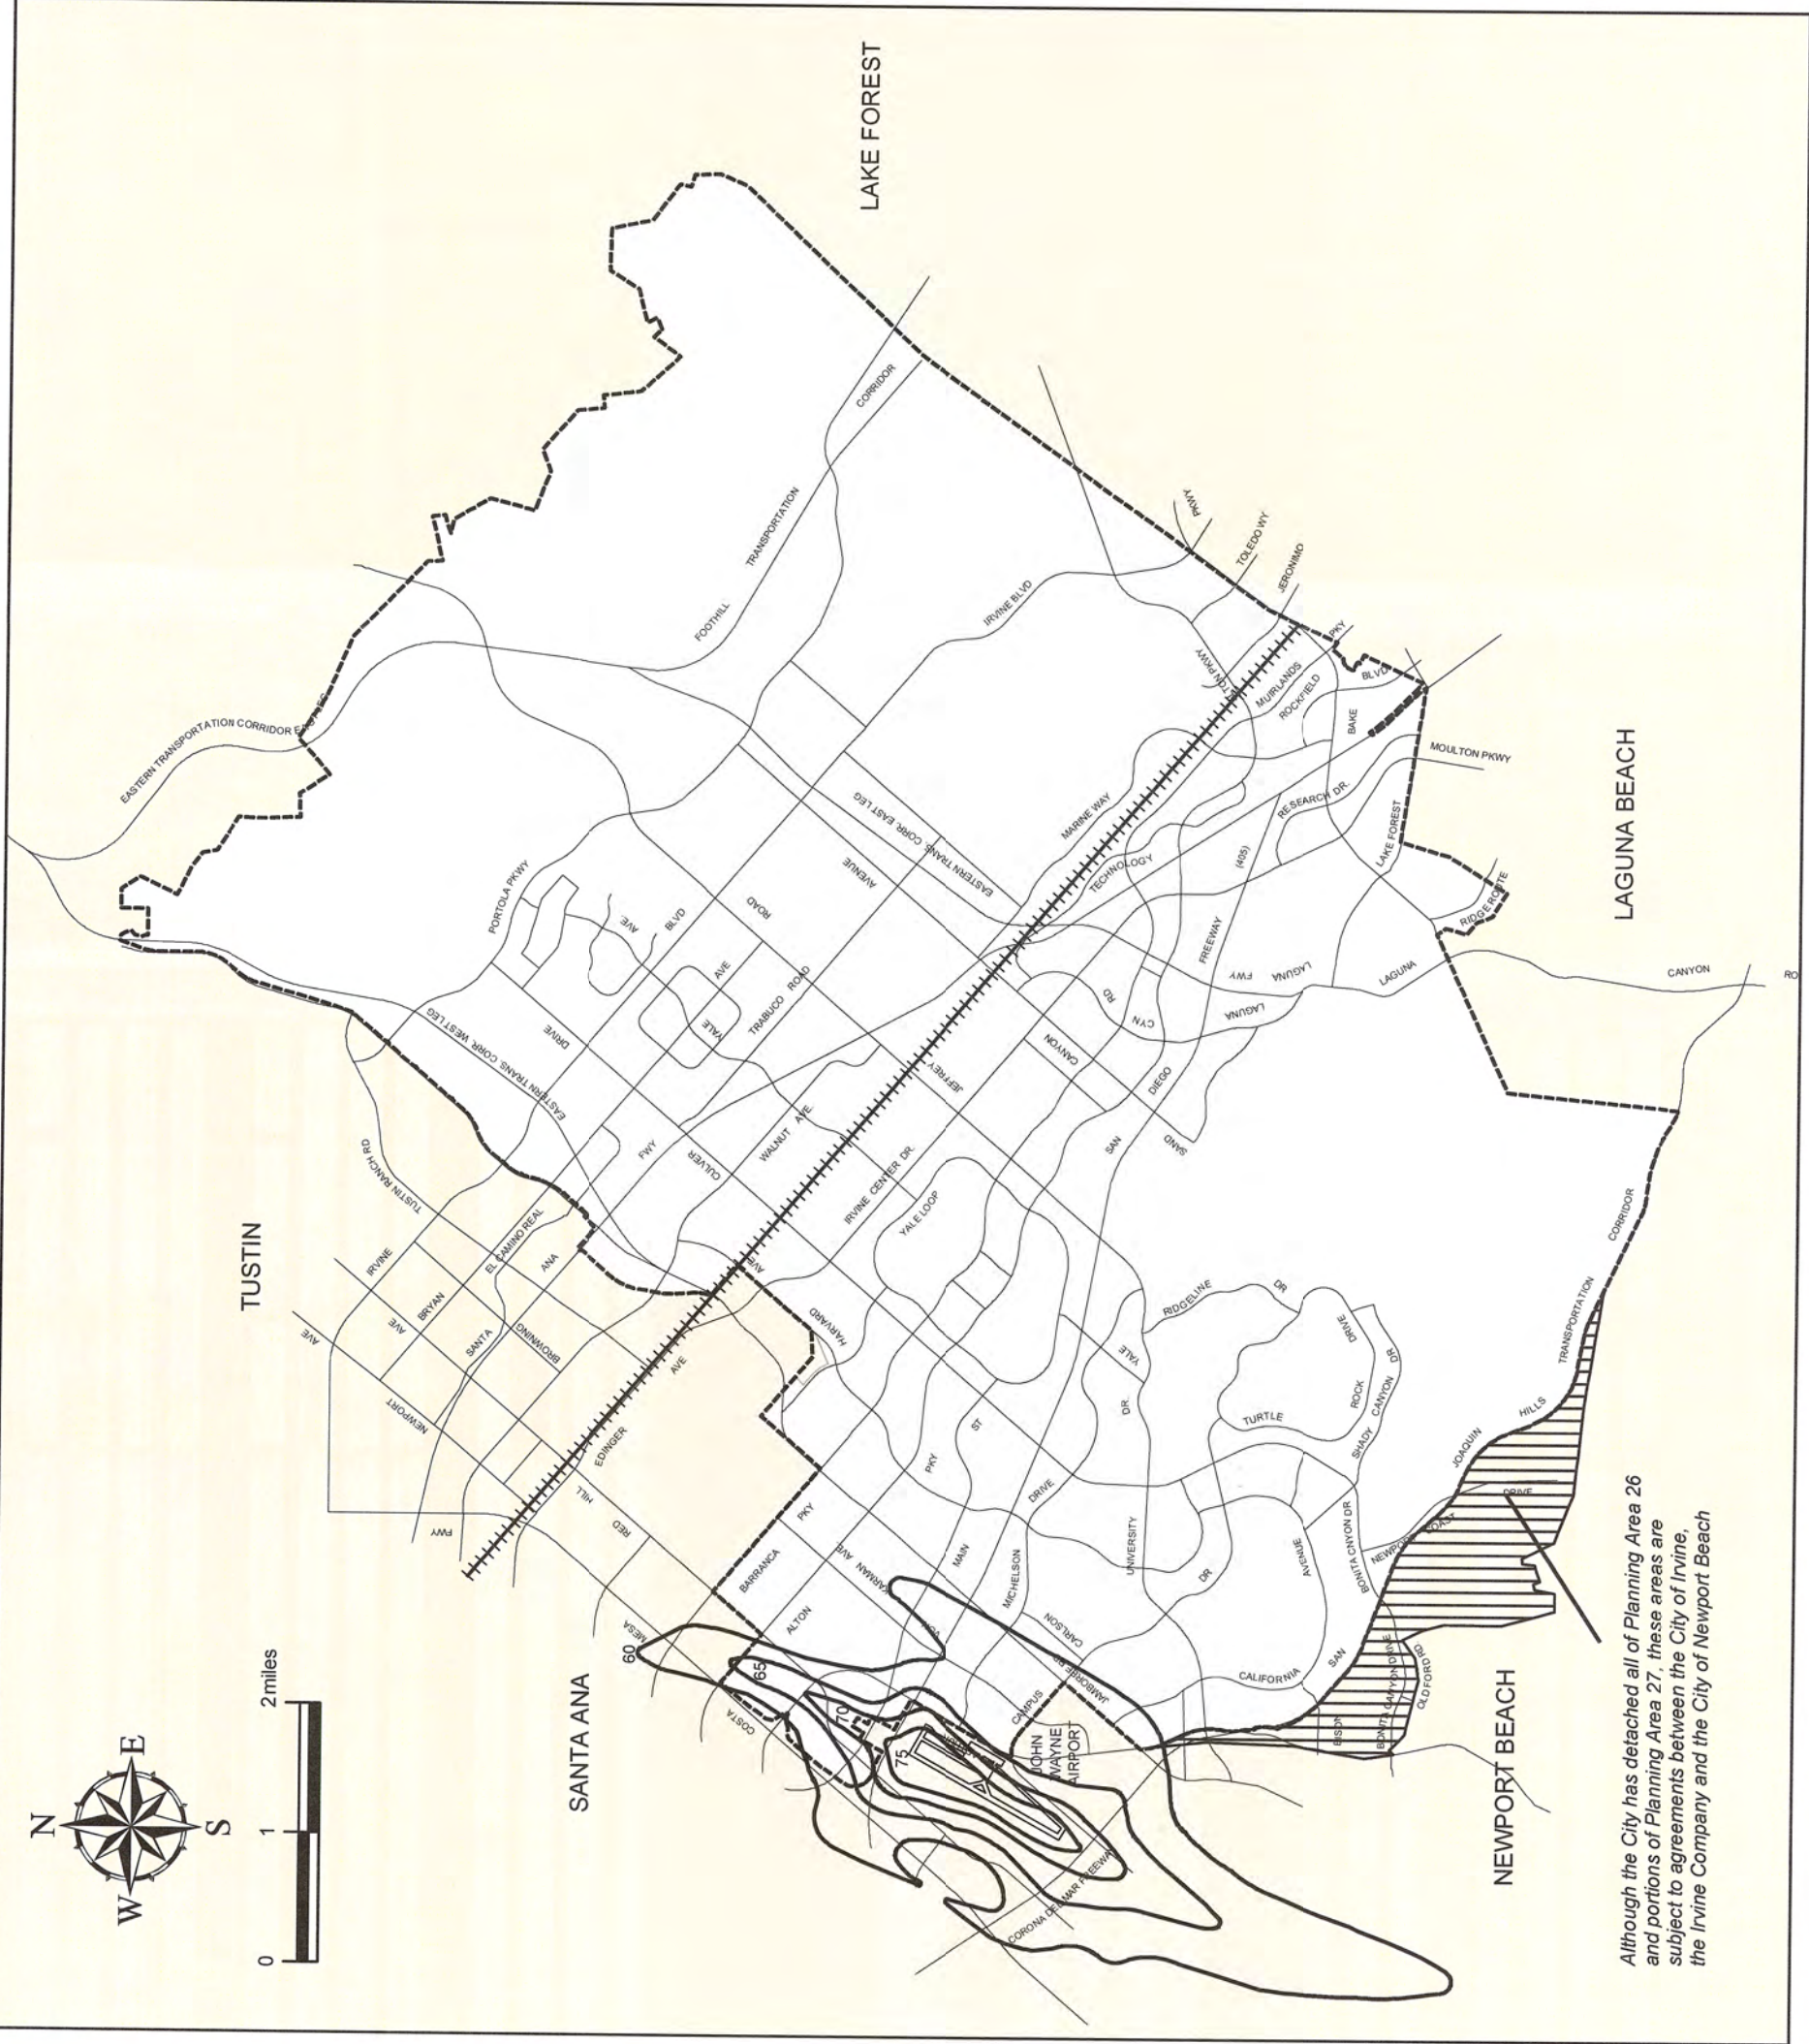 N
E
S
W
0
1
2miles
LAKE FOREST
TUSTIN
SANTA ANA
LAGUNA BEACH
NEWPORT BEACH
EASTERN TRANSPORTATION CORRIDOR
FOOTHILL
TRANSPORTATION
CORRIDOR
PORTOLA PKWY
IRVINE BLVD
PKWY
TOLEDO WY
JERONIMO
PKY
MUIRLANDS
ROCKFIELD
BLVD
BAKE
MOULTON PKWY
RESEARCH DR.
LAKE FOREST
RIDGE ROUTE
MARINE WAY
TECHNOLOGY
(405)
FREEWAY
EASTERN TRANS CORR. EAST LEG
AVENUE
ROAD
BLVD
AVE.
AVE
YALE
TRABUCO ROAD
DRIVE
EASTERN TRANS CORR. WEST LEG
TUSTIN RANCH RD
FWY
CULVER
WALNUT AVE.
JEFFREY
IRVINE CENTER DR.
YALE LOOP
CANYON
RD
CYN
LAGUNA
FWY
LAGUNA
LAGUNA
CANYON
RO
DIEGO
SAN
SAND
IRVINE
AVE
BRYAN
AVE
EL CAMINO REAL
ANA
SANTA
BROWNING
NEWPORT
AVE
EDINGER
AVE
HARVARD
HILL
RED
FWY
MESA
COSTA
BARRANCA
PKY
ALTON
AVE
KARMAN
VON
PKY
ST
MAIN
MICHELSON
DRIVE
CARLSON
JAMBOREE RD
CAMPUS
UNIVERSITY
DR.
YALE
RIDGELINE
DR
TURTLE
ROCK
DRIVE
SHADY
CANYON
DR
DR
AVENUE
CALIFORNIA
BONITA CNYON DR
NEWPORT
COAST
DRIVE
SAN
JOAQUIN
HILLS
TRANSPORTATION
CORRIDOR
BISON
BONITA CANYON DRIVE
OLD FORD RD.
60
65
70
75
JOHN
WAYNE
AIRPORT
CORONA DEL MAR FREEWAY
Although the City has detached all of Planning Area 26
and portions of Planning Area 27, these areas are
subject to agreements between the City of Irvine,
the Irvine Company and the City of Newport Beach